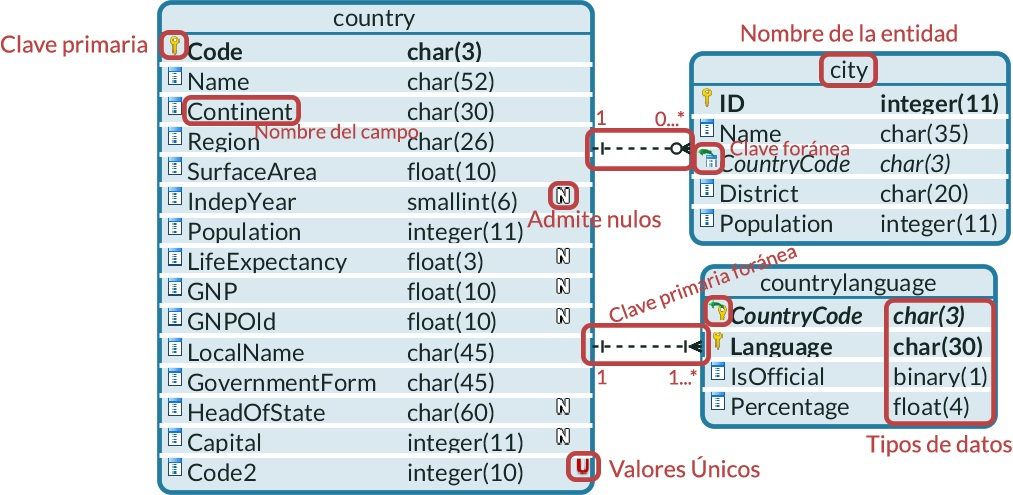 country
Clave primaria
Code char(3)
Name char(52)
Continent char(30)
Nombre del campo
Region char(26)
SurfaceArea float(10)
IndepYear smallint(6) N
Admite nulos
Population integer(11)
LifeExpectancy float(3) N
GNP float(10) N
GNPOld float(10) N
LocalName char(45)
GovernmentForm char(45)
HeadOfState char(60) N
Capital integer(11) N
Code2 integer(10) U
Valores Únicos
1 0...*
Nombre de la entidad
city
ID integer(11)
Name char(35)
Clave foránea
CountryCode char(3)
District char(20)
Population integer(11)
Clave primaria foránea
1 1...*
countrylanguage
CountryCode char(3)
Language char(30)
IsOfficial binary(1)
Percentage float(4)
Tipos de datos